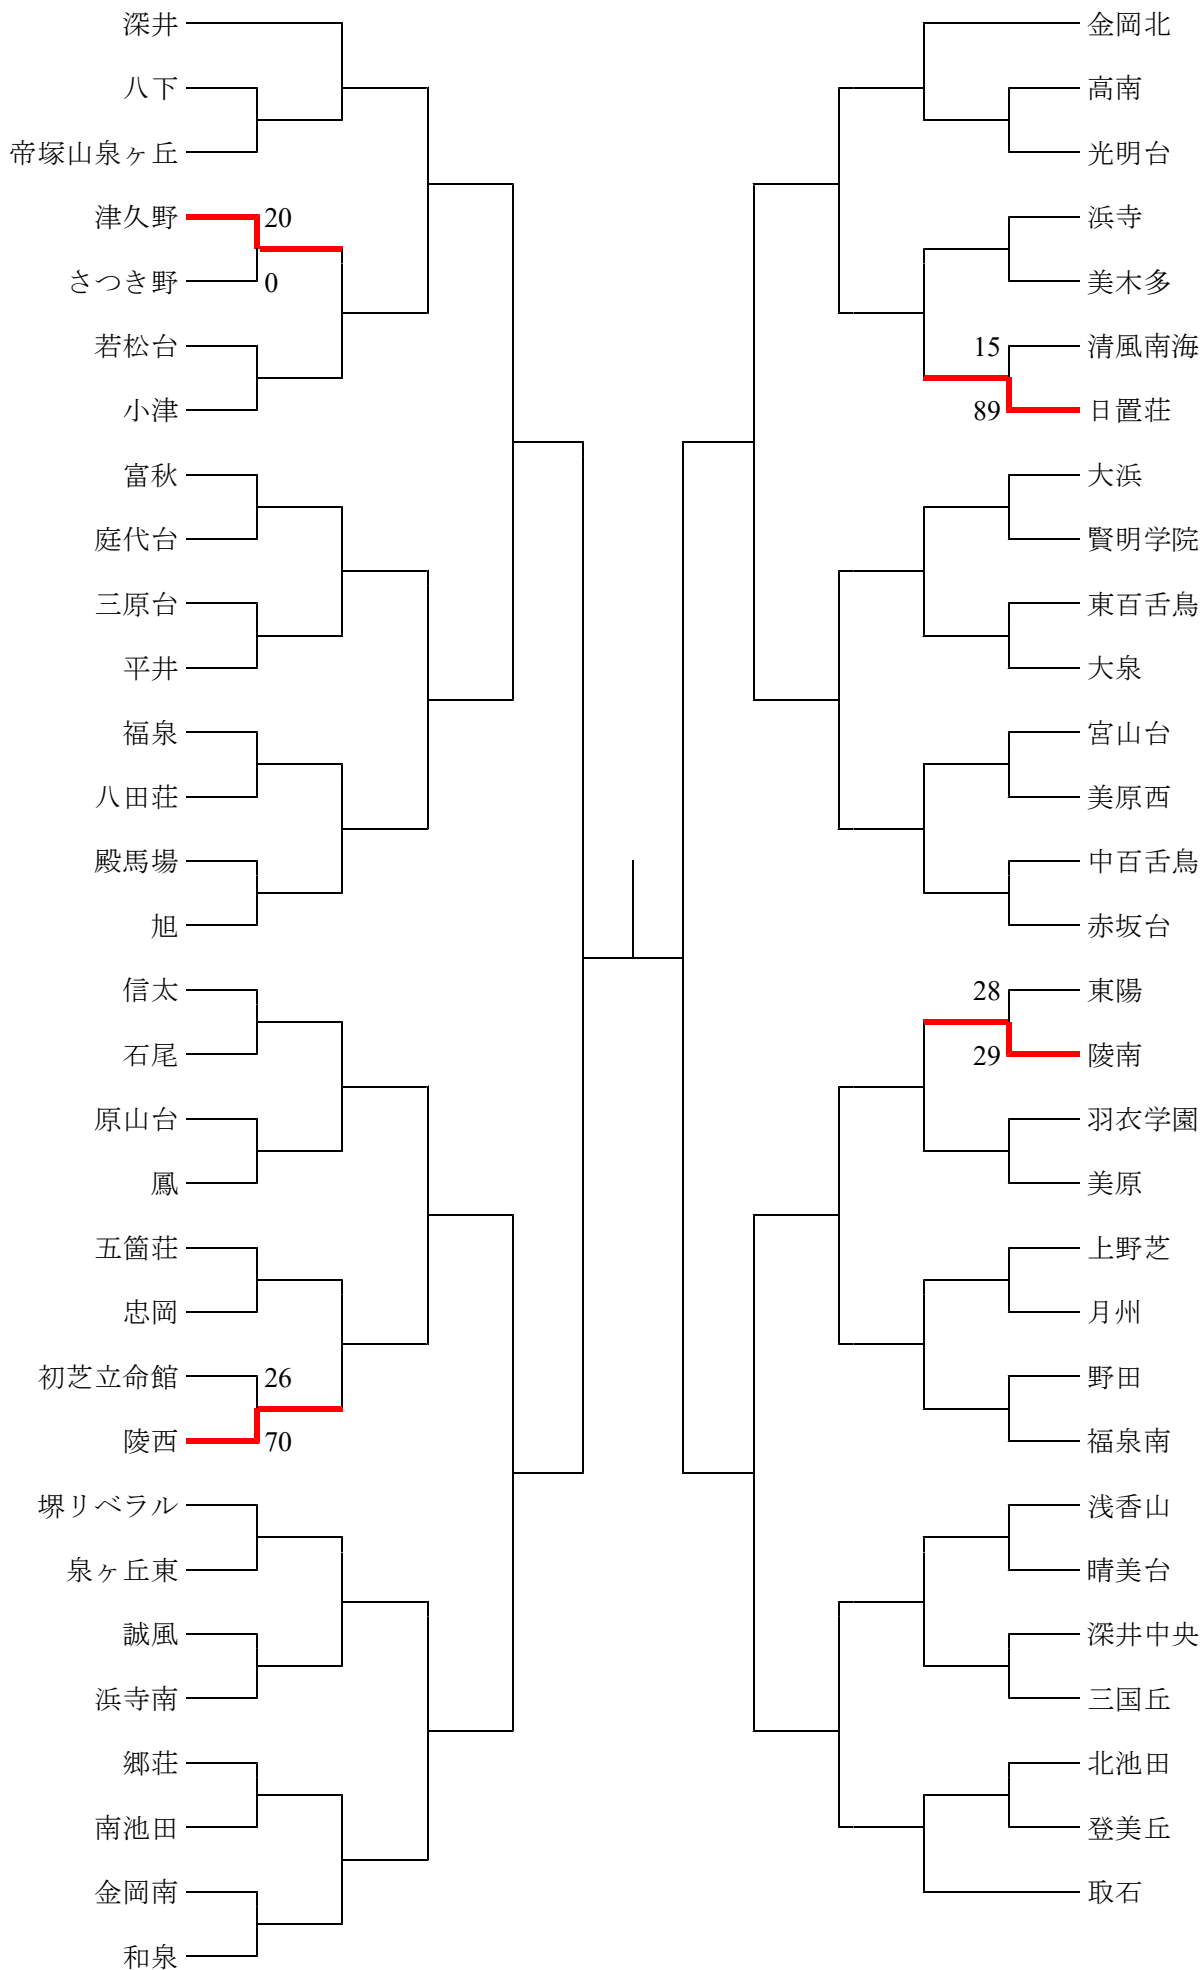 深井
八下
帝塚山泉ヶ丘
津久野
20
さつき野
0
若松台
小津
富秋
庭代台
三原台
平井
福泉
八田荘
殿馬場
旭
信太
石尾
原山台
鳳
五箇荘
忠岡
初芝立命館
26
陵西
70
堺リベラル
泉ヶ丘東
誠風
浜寺南
郷荘
南池田
金岡南
和泉
金岡北
高南
光明台
浜寺
美木多
15
清風南海
89
日置荘
大浜
賢明学院
東百舌鳥
大泉
宮山台
美原西
中百舌鳥
赤坂台
28
東陽
29
陵南
羽衣学園
美原
上野芝
月州
野田
福泉南
浅香山
晴美台
深井中央
三国丘
北池田
登美丘
取石